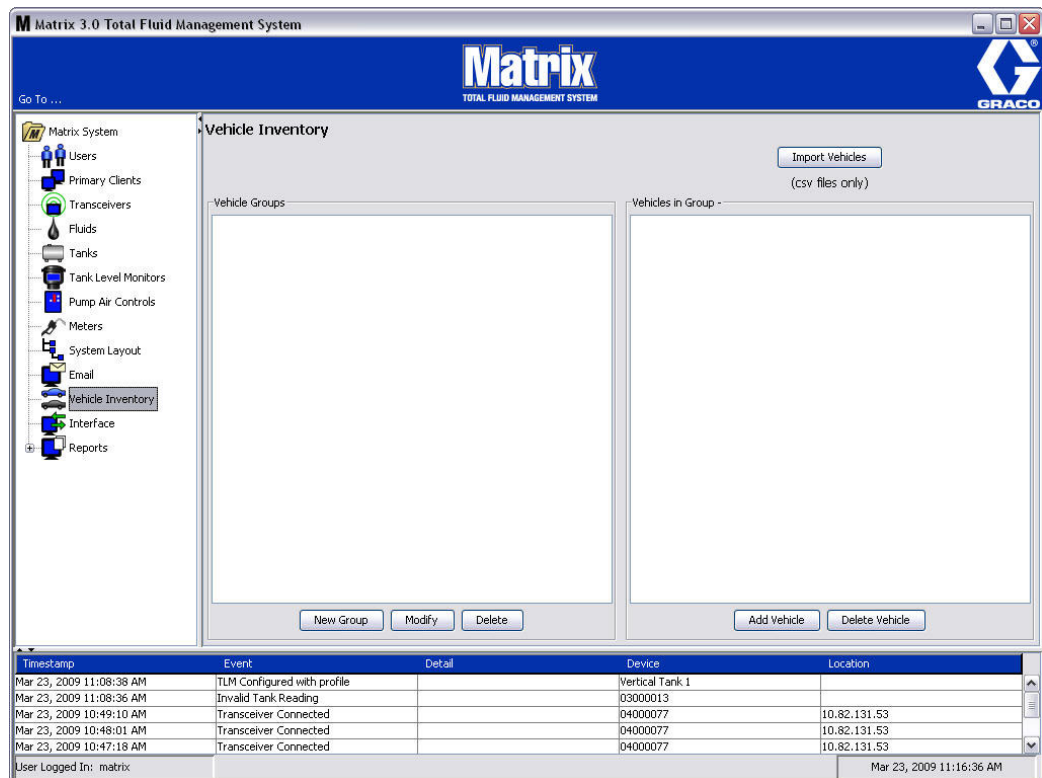 Matrix 3.0 Total Fluid Management System
Matrix
TOTAL FLUID MANAGEMENT SYSTEM
Go To ...
GRACO
®
Matrix System
Users
Primary Clients
Transceivers
Fluids
Tanks
Tank Level Monitors
Pump Air Controls
Meters
System Layout
Email
Vehicle Inventory
Interface
Reports
Vehicle Inventory
Import Vehicles
(csv files only)
Vehicle Groups
Vehicles in Group -
New Group Modify Delete
Add Vehicle Delete Vehicle
Timestamp Event Detail Device Location
Mar 23, 2009 11:08:38 AM TLM Configured with profile Vertical Tank 1
Mar 23, 2009 11:08:36 AM Invalid Tank Reading 03000013
Mar 23, 2009 10:49:10 AM Transceiver Connected 04000077 10.82.131.53
Mar 23, 2009 10:48:01 AM Transceiver Connected 04000077 10.82.131.53
Mar 23, 2009 10:47:18 AM Transceiver Connected 04000077 10.82.131.53
User Logged In: matrix Mar 23, 2009 11:16:36 AM